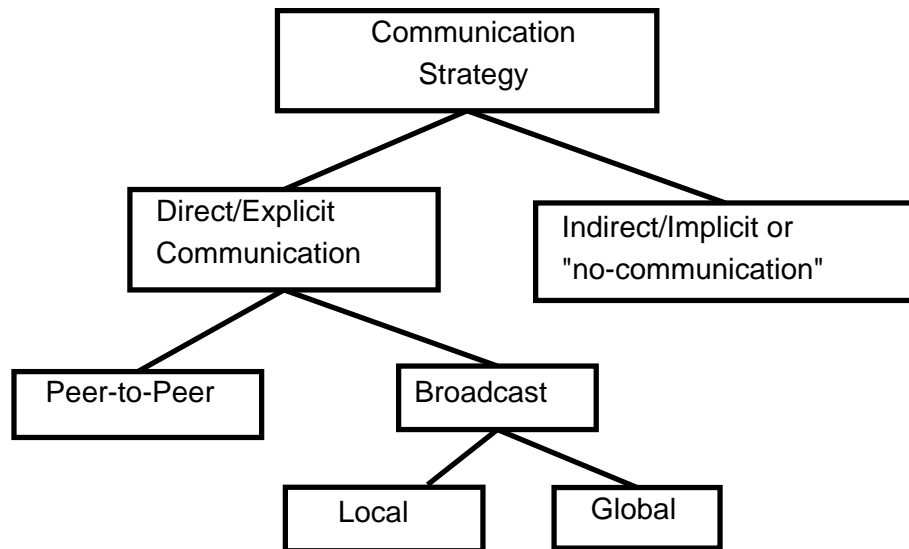 Communication
Strategy
Direct/Explicit
Communication
Indirect/Implicit or
"no-communication"
Peer-to-Peer
Broadcast
Local
Global